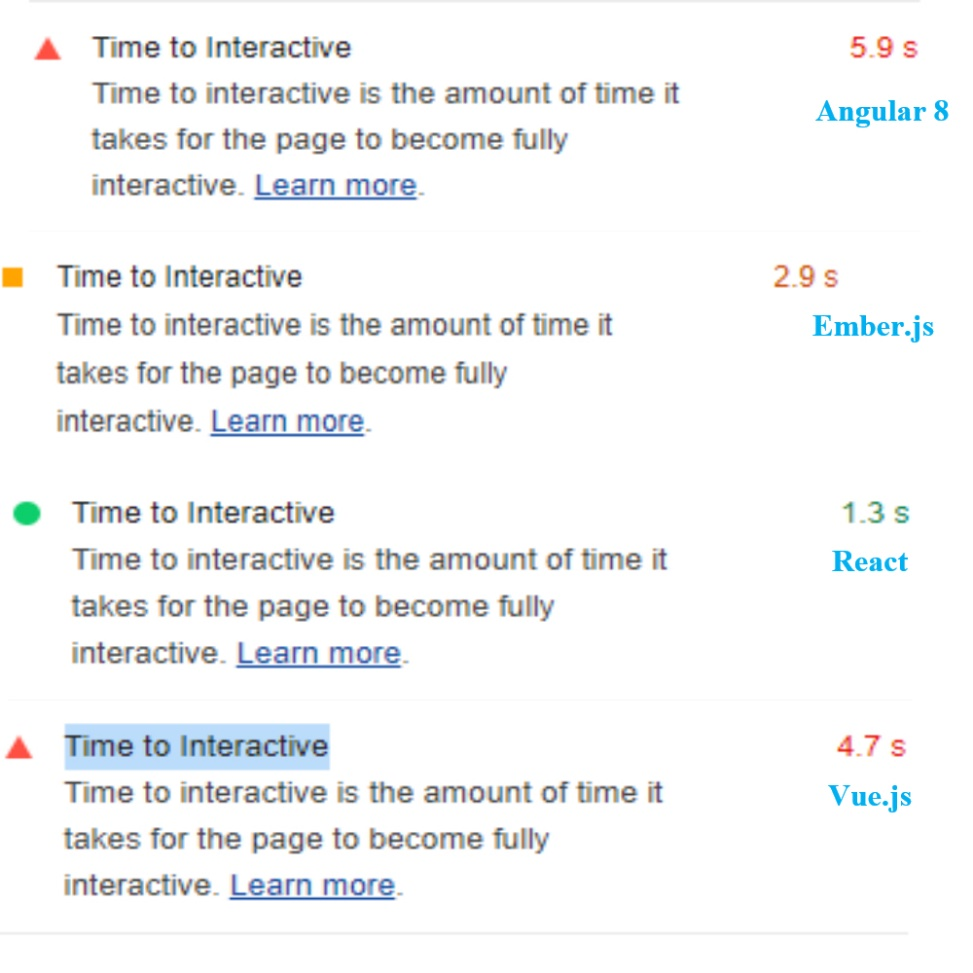 Time to Interactive 5.9 s
Time to interactive is the amount of time it
Angular 8
takes for the page to become fully
interactive. Learn more.
Time to Interactive 2.9 s
Time to interactive is the amount of time it
Ember.js
takes for the page to become fully
interactive. Learn more.
Time to Interactive 1.3 s
Time to interactive is the amount of time it
React
takes for the page to become fully
interactive. Learn more.
Time to Interactive 4.7 s
Time to interactive is the amount of time it
Vue.js
takes for the page to become fully
interactive. Learn more.